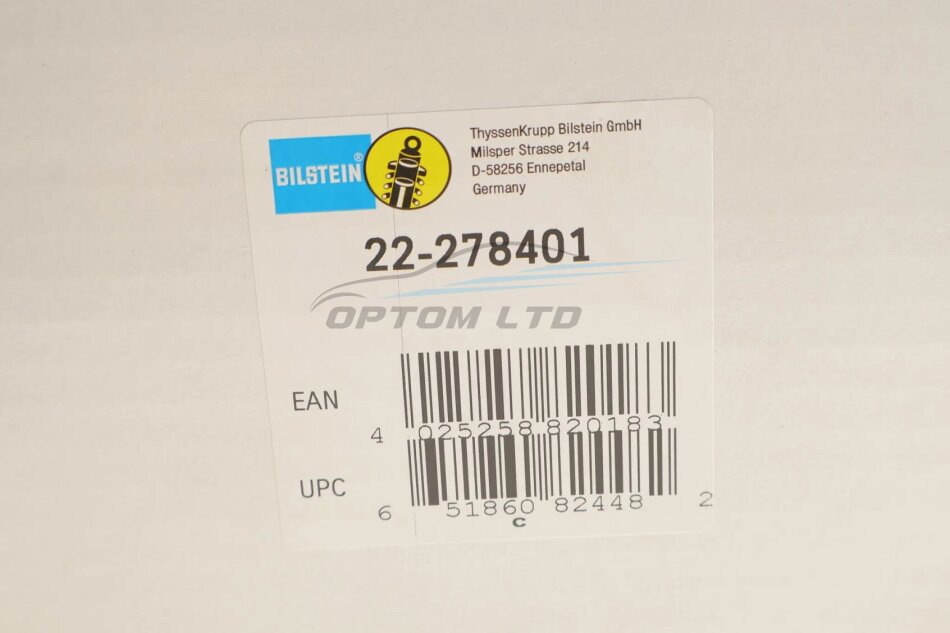 BILSTEIN®
ThyssenKrupp Bilstein GmbH
Milsper Strasse 214
D-58256 Ennepetal
Germany
22-278401
OPTOM LTD
EAN
4 025258 820183
UPC
6 51860 82448 2
c